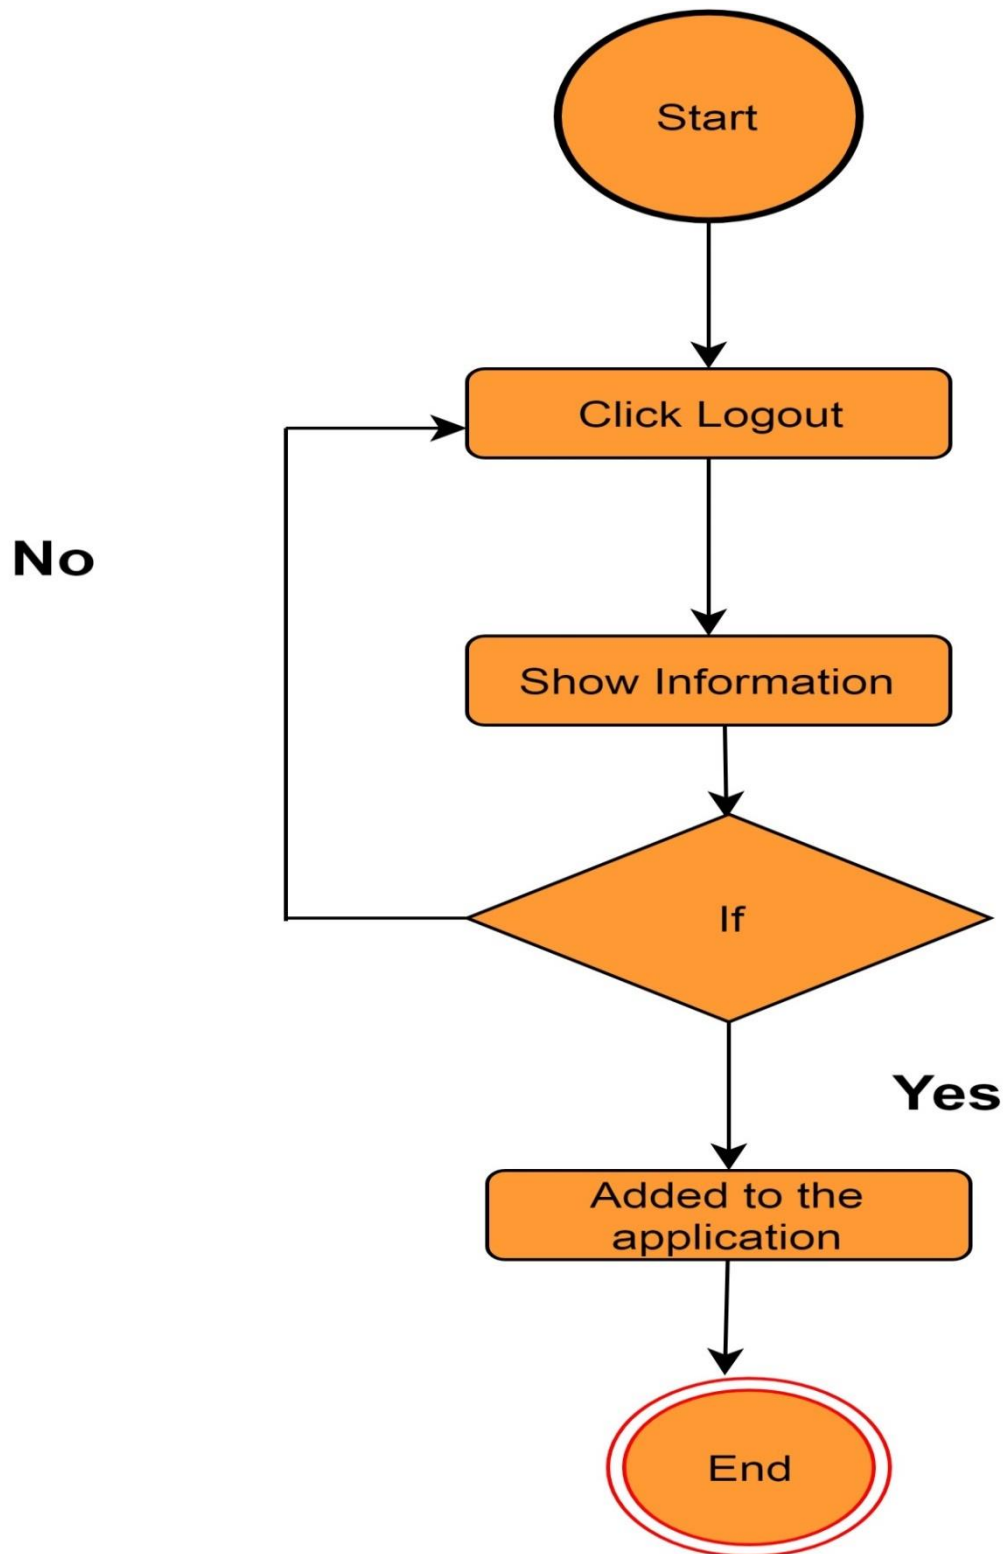 Start
Click Logout
No
Show Information
If
Yes
Added to the
application
End